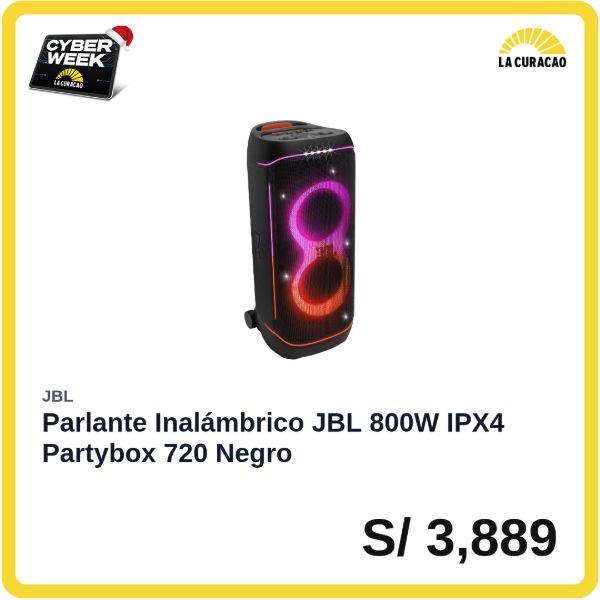 CYBER
WEEK
LA CURACAO
LA CURACAO
JBL
Parlante Inalámbrico JBL 800W IPX4
Partybox 720 Negro
S/ 3,889